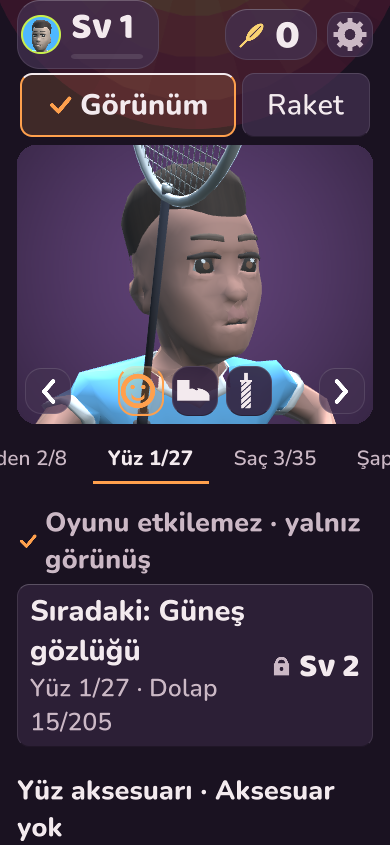 Sv 1
0
Görünüm
Raket
den 2/8
Yüz 1/27
Saç 3/35
Şap
Oyunu etkilemez · yalnız
görünüş
Sıradaki: Güneş
gözlüğü
Sv 2
Yüz 1/27 · Dolap
15/205
Yüz aksesuarı · Aksesuar
yok